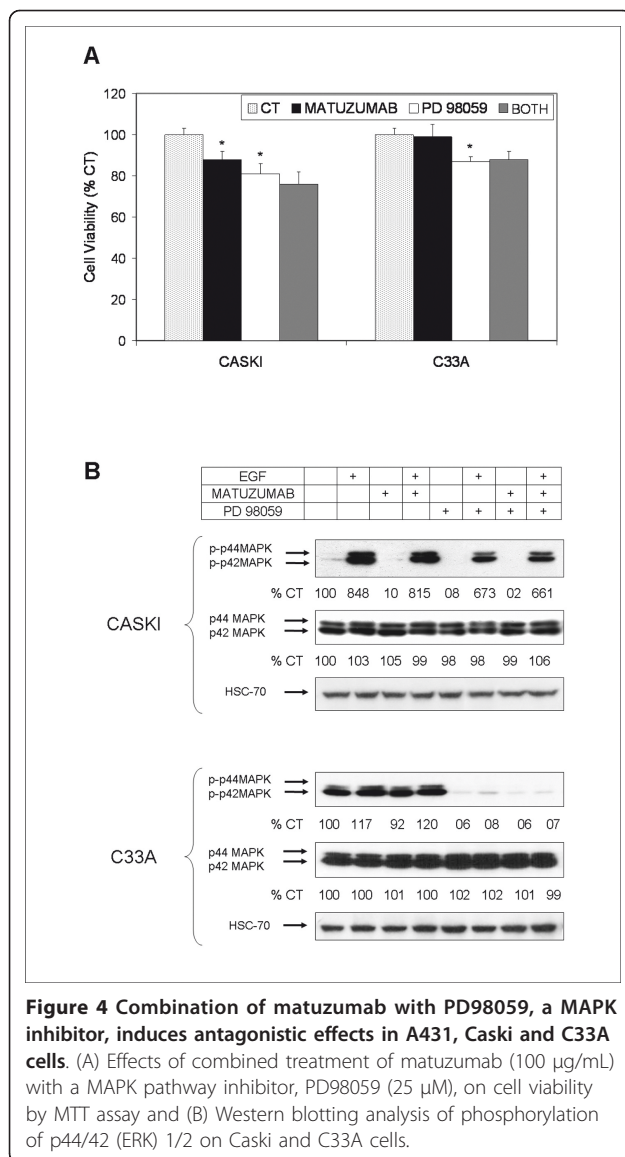 A
120
100
80
60
40
20
0
Cell Viability (% CT)
CT MATUZUMAB PD 98059 BOTH
* * *
CASKI C33A
B
EGF + + + +
MATUZUMAB + + + +
PD 98059 + + + +
CASKI
p-p44MAPK
p-p42MAPK
% CT 100 848 10 815 08 673 02 661
p44 MAPK
p42 MAPK
% CT 100 103 105 99 98 98 99 106
HSC-70
C33A
p-p44MAPK
p-p42MAPK
% CT 100 117 92 120 06 08 06 07
p44 MAPK
p42 MAPK
% CT 100 100 101 100 102 102 101 99
HSC-70
Figure 4 Combination of matuzumab with PD98059, a MAPK
inhibitor, induces antagonistic effects in A431, Caski and C33A
cells. (A) Effects of combined treatment of matuzumab (100 μg/mL)
with a MAPK pathway inhibitor, PD98059 (25 μM), on cell viability
by MTT assay and (B) Western blotting analysis of phosphorylation
of p44/42 (ERK) 1/2 on Caski and C33A cells.